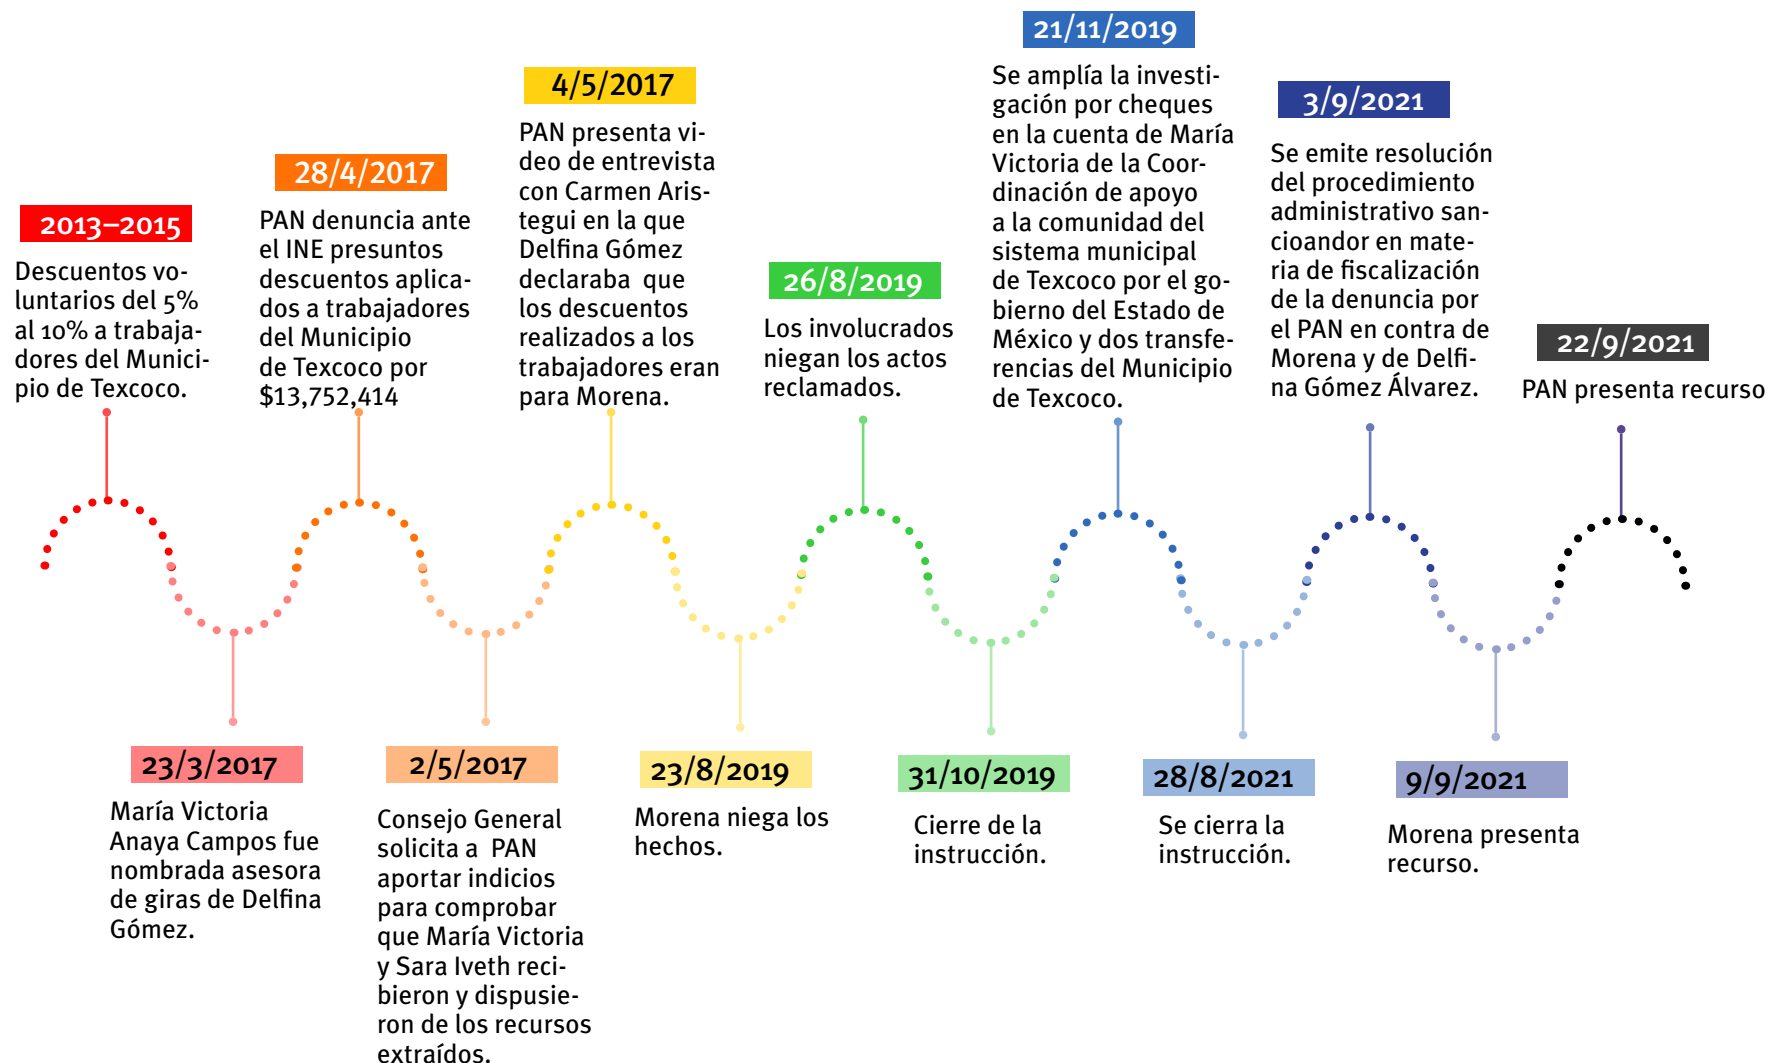 2013–2015
Descuentos vo-
luntarios del 5%
al 10% a trabaja-
dores del Munici-
pio de Texcoco.
23/3/2017
María Victoria
Anaya Campos fue
nombrada asesora
de giras de Delfina
Gómez.
28/4/2017
PAN denuncia ante
el INE presuntos
descuentos aplica-
dos a trabajadores
del Municipio
de Texcoco por
$13,752,414
2/5/2017
Consejo General
solicita a PAN
aportar indicios
para comprobar
que María Victoria
y Sara Iveth reci-
bieron y dispusie-
ron de los recursos
extraídos.
4/5/2017
PAN presenta vi-
deo de entrevista
con Carmen Aris-
tegui en la que
Delfina Gómez
declaraba que
los descuentos
realizados a los
trabajadores eran
para Morena.
23/8/2019
Morena niega los
hechos.
26/8/2019
Los involucrados
niegan los actos
reclamados.
31/10/2019
Cierre de la
instrucción.
21/11/2019
Se amplía la investi-
gación por cheques
en la cuenta de María
Victoria de la Coor-
dinación de apoyo
a la comunidad del
sistema municipal
de Texcoco por el go-
bierno del Estado de
México y dos transfe-
rencias del Municipio
de Texcoco.
28/8/2021
Se cierra la
instrucción.
3/9/2021
Se emite resolución
del procedimiento
administrativo san-
cioandor en mate-
ria de fiscalización
de la denuncia por
el PAN en contra de
Morena y de Delfi-
na Gómez Álvarez.
9/9/2021
Morena presenta
recurso.
22/9/2021
PAN presenta recurso